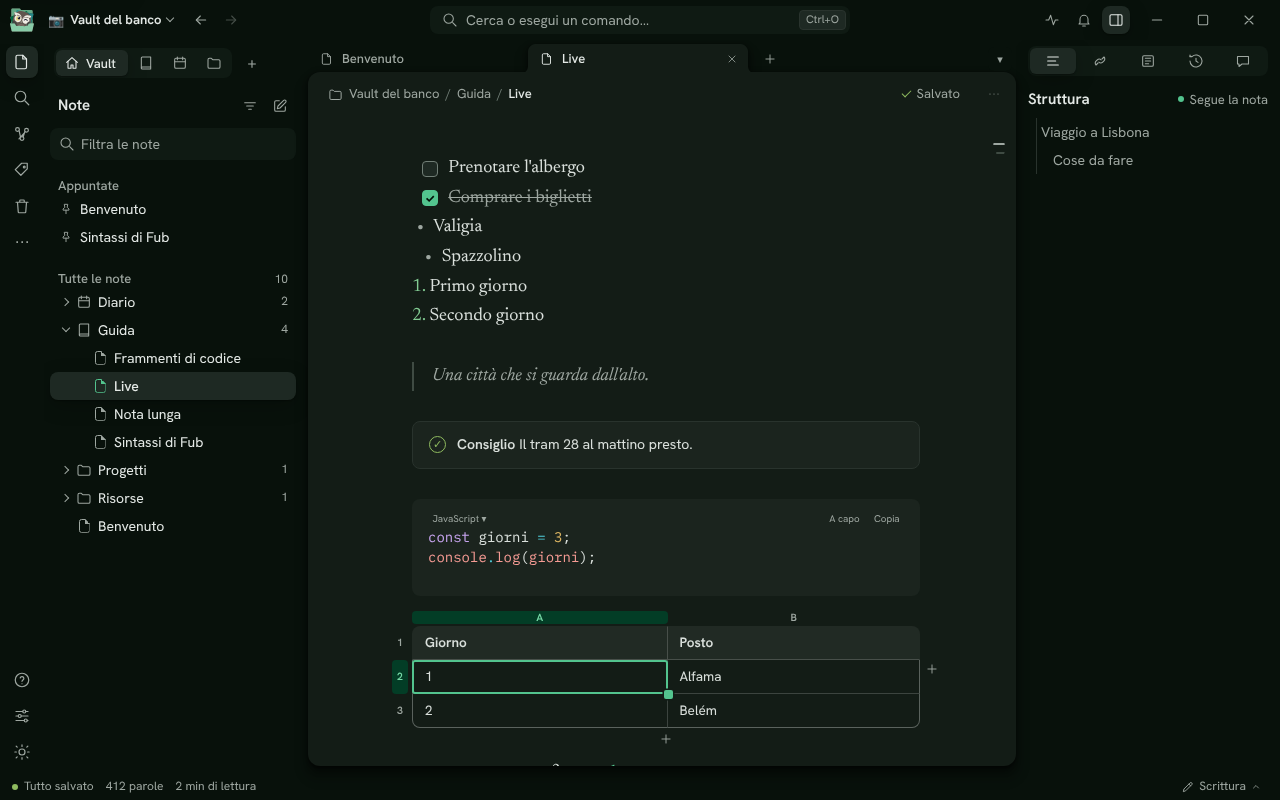 Vault del banco
Cerca o esegui un comando...
Ctrl+O
Vault
Benvenuto
Live
Note
Filtra le note
Appuntate
Benvenuto
Sintassi di Fub
Tutte le note 10
Diario 2
Guida 4
Frammenti di codice
Live
Nota lunga
Sintassi di Fub
Progetti 1
Risorse 1
Benvenuto
Vault del banco / Guida / Live
Salvato
Prenotare l'albergo
Comprare i biglietti
• Valigia
• Spazzolino
1. Primo giorno
2. Secondo giorno
Una città che si guarda dall'alto.
Consiglio Il tram 28 al mattino presto.
JavaScript
A capo Copia
const giorni = 3;
console.log(giorni);
A B
1 Giorno Posto
2 1 Alfama
3 2 Belém
Struttura
Segue la nota
Viaggio a Lisbona
Cose da fare
Tutto salvato 412 parole 2 min di lettura
Scrittura